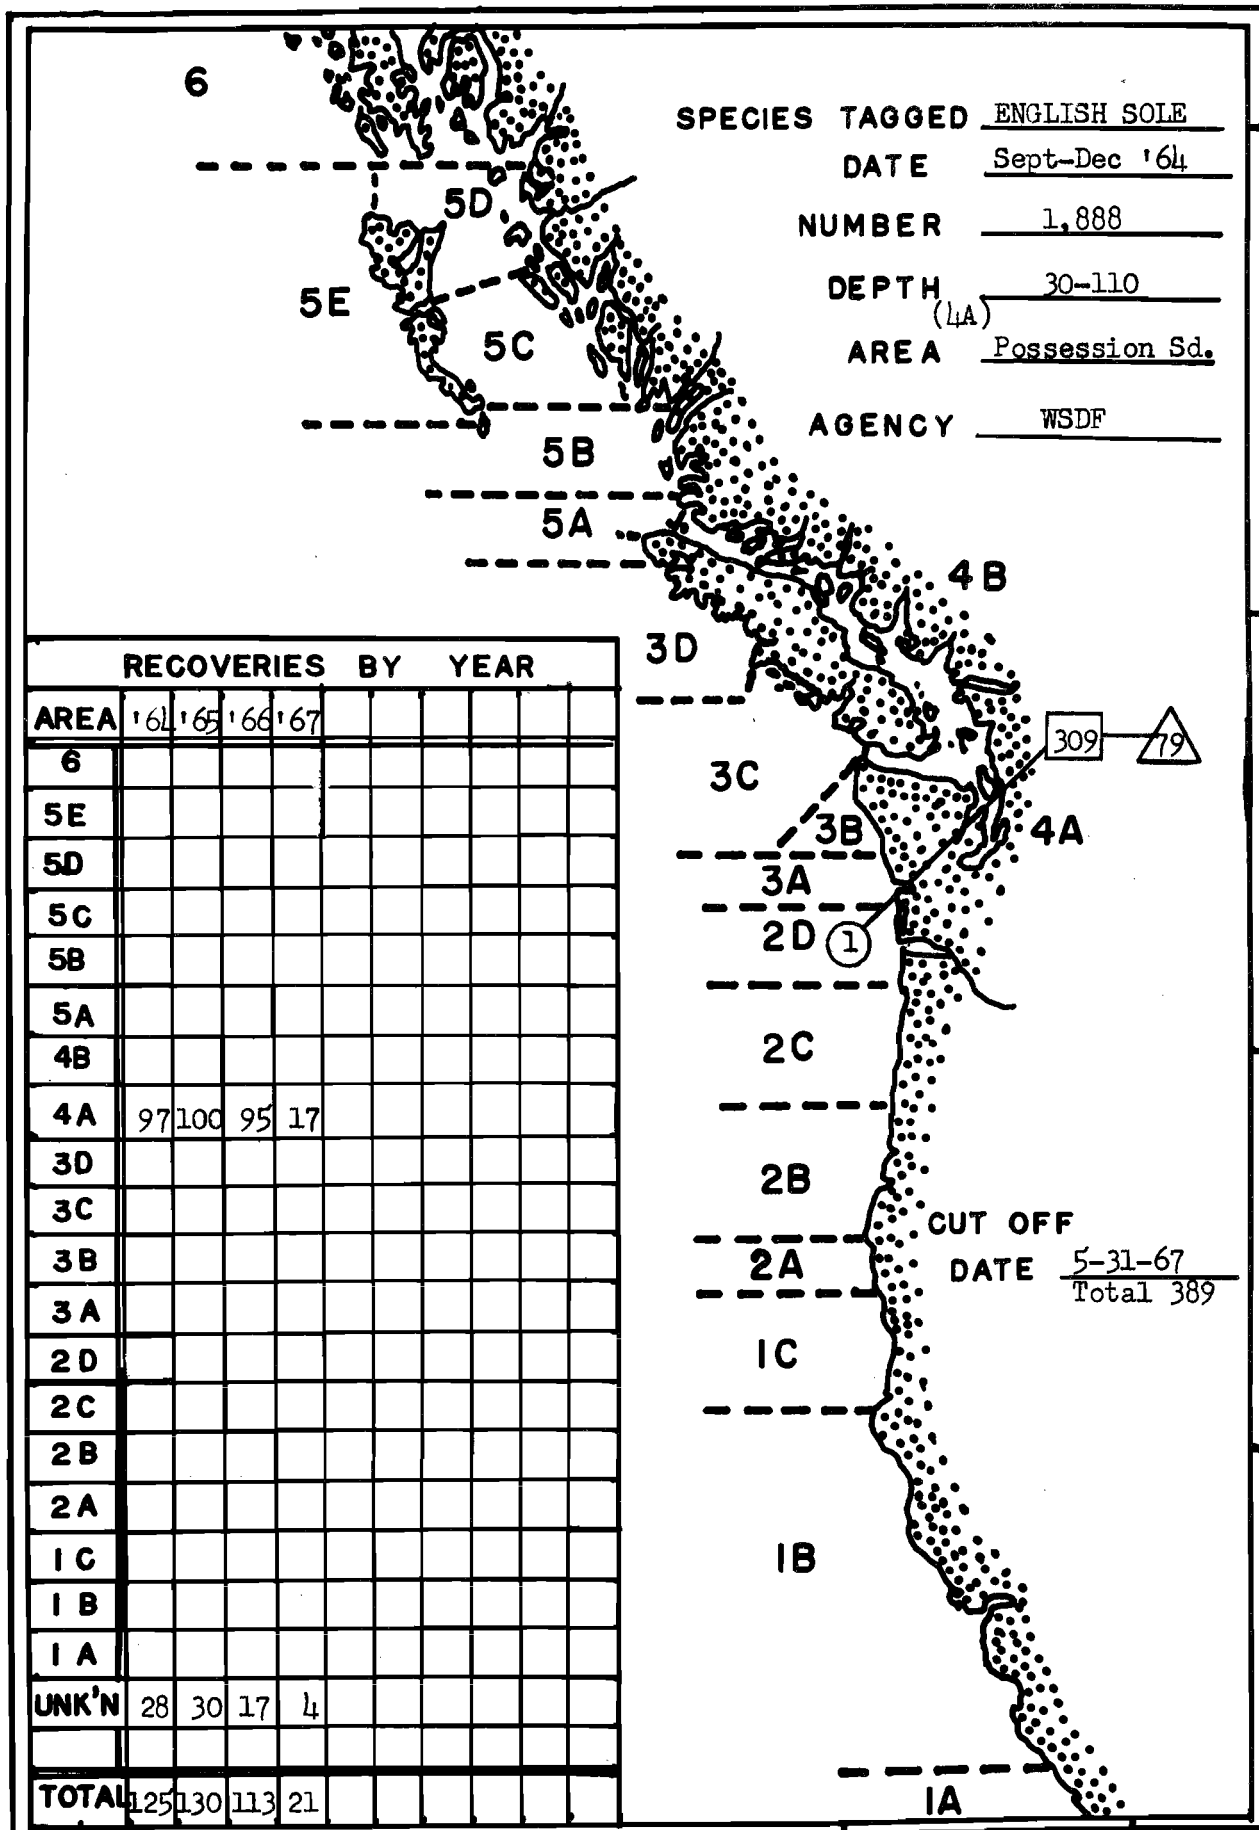 6
SPECIES TAGGED ENGLISH SOLE
DATE Sept-Dec '64
5D
NUMBER 1,888
5E
DEPTH 30-110
(4A)
5C
AREA Possession Sd.
AGENCY WSDF
5B
5A
4B
3D
RECOVERIES BY YEAR
AREA '64 '65 '66 '67
309 79
3C
3B
4A
3A
2D 1
2C
2B
CUT OFF
2A
DATE 5-31-67
Total 389
1C
1B
1A
6
5E
5D
5C
5B
5A
4B
4A 97 100 95 17
3D
3C
3B
3A
2D
2C
2B
2A
1C
1B
1A
UNK'N 28 30 17 4
TOTAL 125 130 113 21